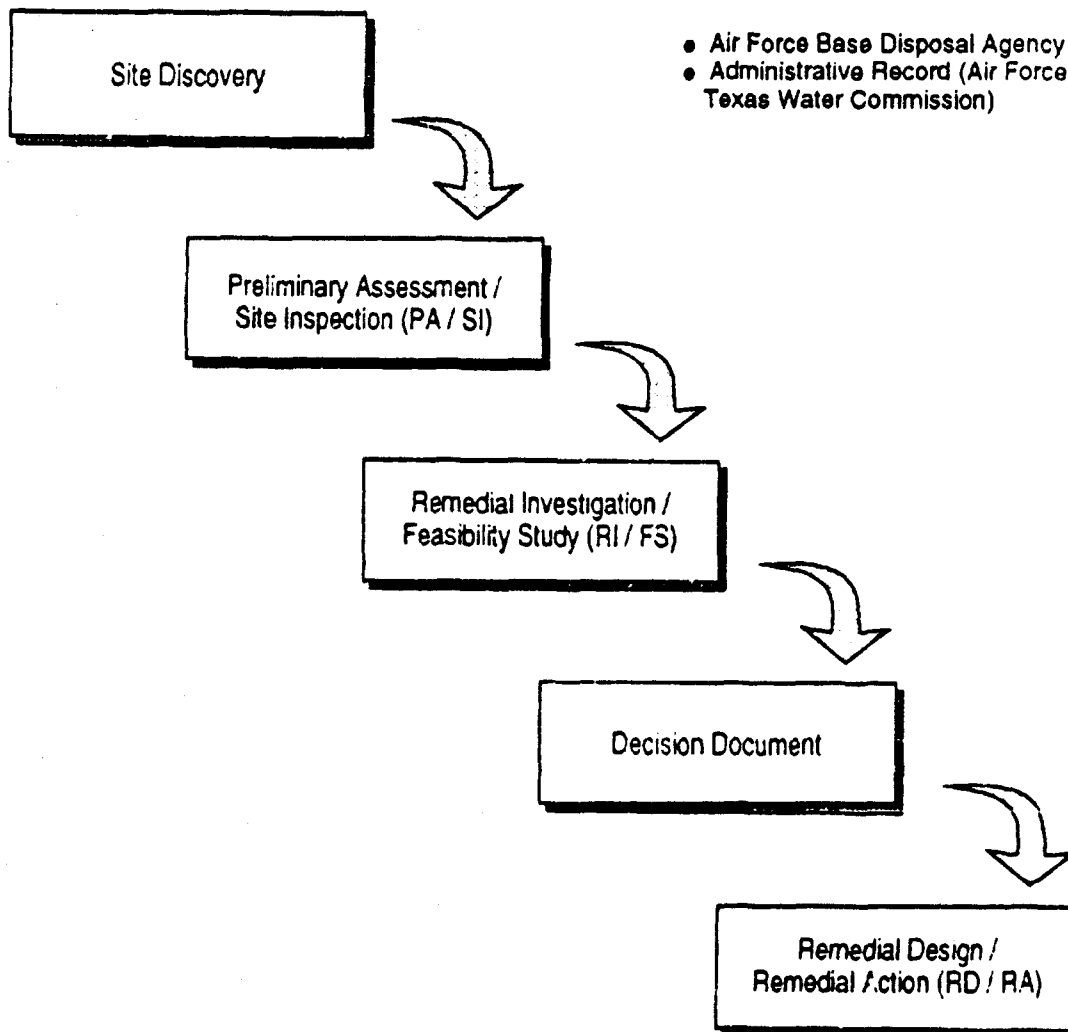 Site Discovery
● Air Force Base Disposal Agency
● Administrative Record (Air Force
Texas Water Commission)
Preliminary Assessment /
Site Inspection (PA / SI)
Remedial Investigation /
Feasibility Study (RI / FS)
Decision Document
Remedial Design /
Remedial Action (RD / RA)